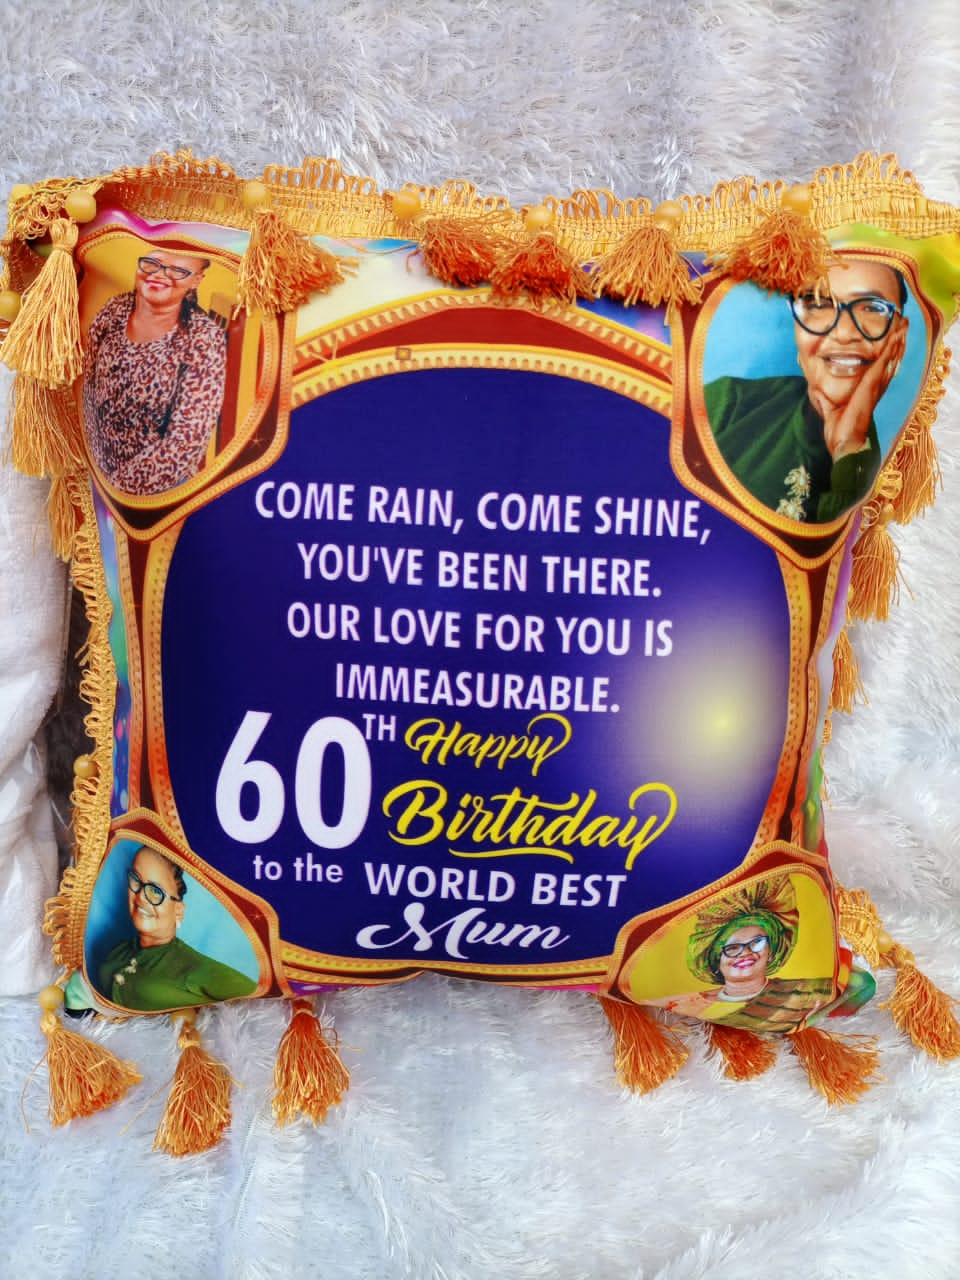 COME RAIN, COME SHINE,
YOU'VE BEEN THERE.
OUR LOVE FOR YOU IS
IMMEASURABLE.
60TH Happy
Birthday
to the WORLD BEST
Mum